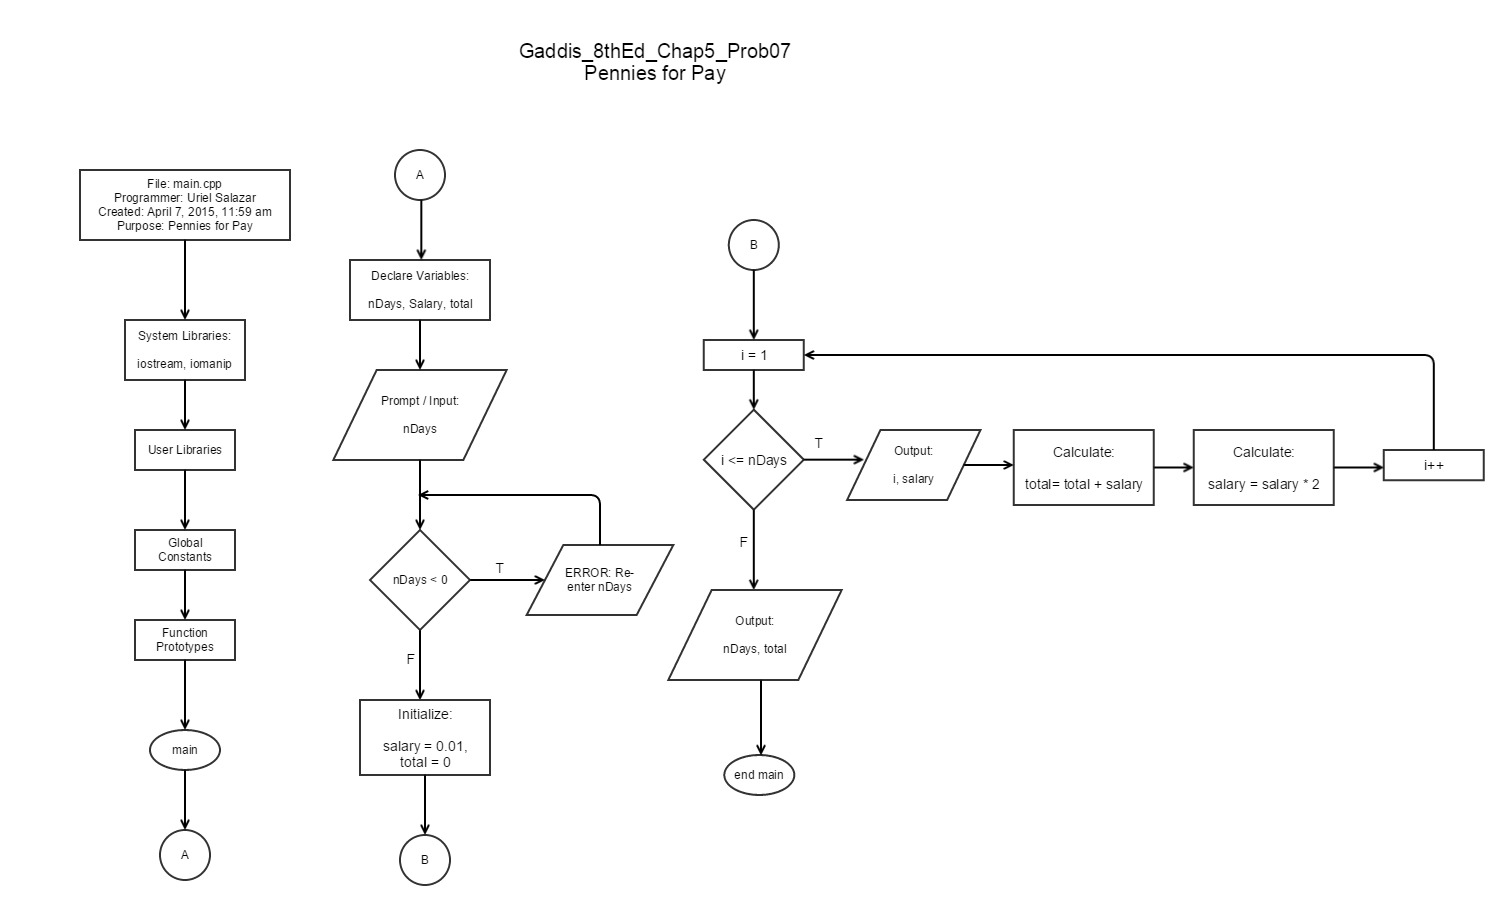 Gaddis_8thEd_Chap5_Prob07
Pennies for Pay
File: main.cpp
Programmer: Uriel Salazar
Created: April 7, 2015, 11:59 am
Purpose: Pennies for Pay
System Libraries:
iostream, iomanip
User Libraries
Global
Constants
Function
Prototypes
main
A
A
Declare Variables:
nDays, Salary, total
Prompt / Input:
nDays
nDays < 0
T
ERROR: Re-
enter nDays
F
Initialize:
salary = 0.01,
total = 0
B
B
i = 1
i <= nDays
T
Output:
i, salary
Calculate:
total= total + salary
Calculate:
salary = salary * 2
i++
F
Output:
nDays, total
end main